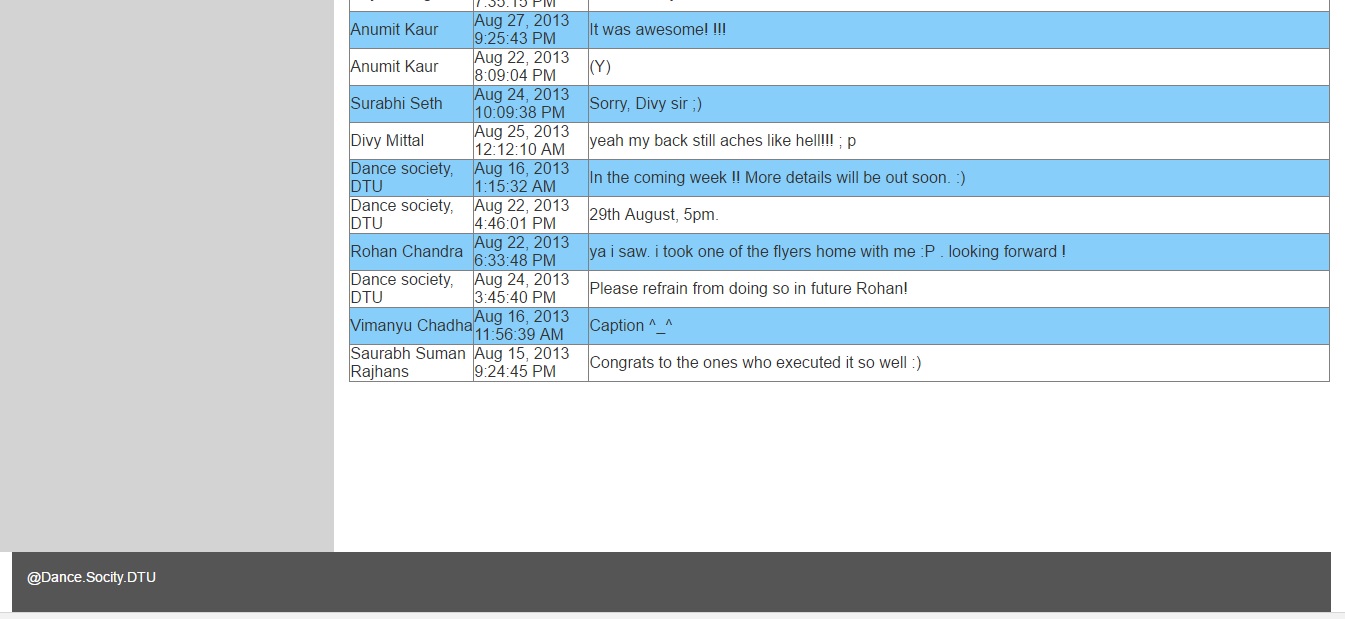 7:35:15 PM
Anumit Kaur Aug 27, 2013 It was awesome! !!!
9:25:43 PM
Anumit Kaur Aug 22, 2013 (Y)
8:09:04 PM
Surabhi Seth Aug 24, 2013 Sorry, Divy sir ;)
10:09:38 PM
Divy Mittal Aug 25, 2013 yeah my back still aches like hell!!! ; p
12:12:10 AM
Dance society, Aug 16, 2013 In the coming week !! More details will be out soon. :)
DTU 1:15:32 AM
Dance society, Aug 22, 2013 29th August, 5pm.
DTU 4:46:01 PM
Rohan Chandra Aug 22, 2013 ya i saw. i took one of the flyers home with me :P . looking forward !
6:33:48 PM
Dance society, Aug 24, 2013 Please refrain from doing so in future Rohan!
DTU 3:45:40 PM
Vimanyu Chadha Aug 16, 2013 Caption ^_^
11:56:39 AM
Saurabh Suman Aug 15, 2013 Congrats to the ones who executed it so well :)
Rajhans 9:24:45 PM
@Dance.Socity.DTU